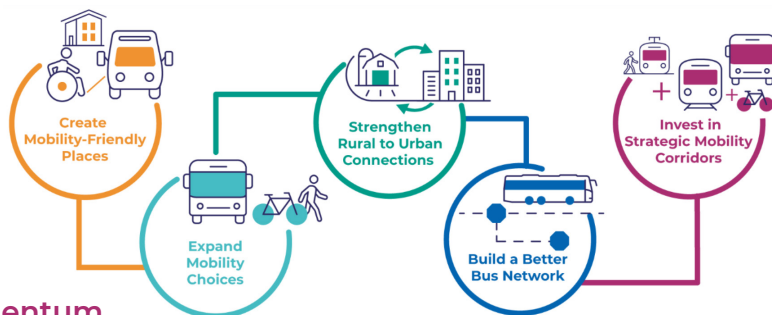 Create
Mobility-Friendly
Places
Expand
Mobility
Choices
Strengthen
Rural to Urban
Connections
Build a Better
Bus Network
Invest in
Strategic Mobility
Corridors
entum